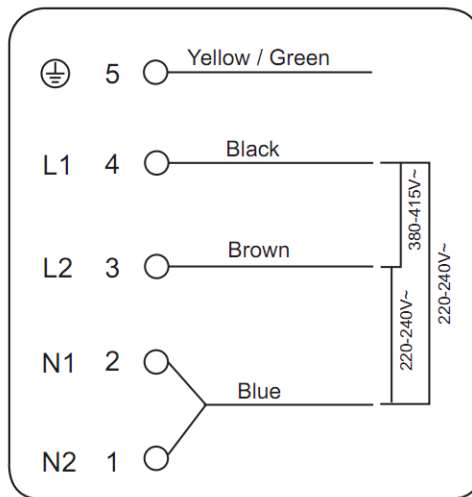 5 Yellow / Green
L1 4 Black
L2 3 Brown
N1 2
Blue
N2 1
380-415V~
220-240V~
220-240V~